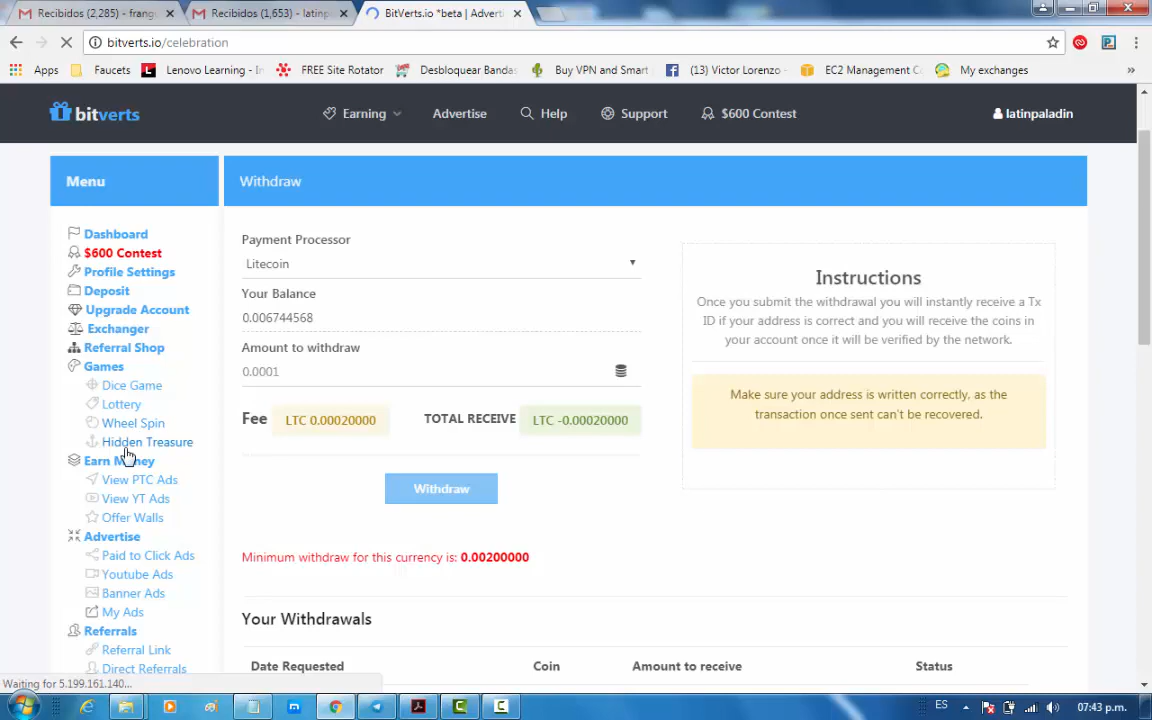 Recibidos (2,285) - frangu
Recibidos (1,653) - latinp
BitVerts.io *beta | Adverti
bitverts.io/celebration
Apps
Faucets
Lenovo Learning - In
FREE Site Rotator
Desbloquear Bandas
Buy VPN and Smart
(13) Victor Lorenzo
EC2 Management Co
My exchanges
»
bitverts
Earning
Advertise
Help
Support
$600 Contest
latinpaladin
Menu
Dashboard
$600 Contest
Profile Settings
Deposit
Upgrade Account
Exchanger
Referral Shop
Games
Dice Game
Lottery
Wheel Spin
Hidden Treasure
Earn Money
View PTC Ads
View YT Ads
Offer Walls
Advertise
Paid to Click Ads
Youtube Ads
Banner Ads
My Ads
Referrals
Referral Link
Direct Referrals
Withdraw
Payment Processor
Litecoin
Your Balance
0.006744568
Amount to withdraw
0.0001
Fee LTC 0.00020000 TOTAL RECEIVE LTC -0.00020000
Withdraw
Minimum withdraw for this currency is: 0.00200000
Instructions
Once you submit the withdrawal you will instantly receive a Tx
ID if your address is correct and you will receive the coins in
your account once it will be verified by the network.
Make sure your address is written correctly, as the
transaction once sent can't be recovered.
Your Withdrawals
Date Requested Coin Amount to receive Status
Waiting for 5.199.161.140...
ES
07:43 p.m.